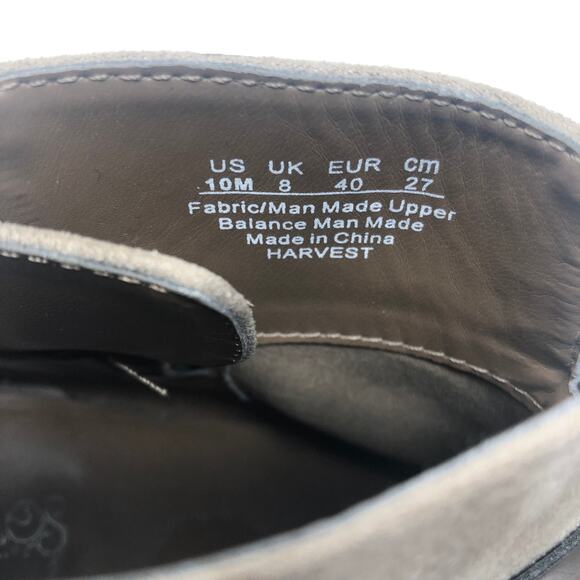 US UK EUR cm
10M 8 40 27
Fabric/Man Made Upper
Balance Man Made
Made in China
HARVEST